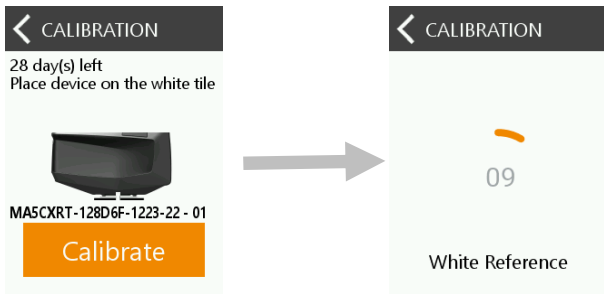 CALIBRATION
28 day(s) left
Place device on the white tile
MA5CXRT-128D6F-1223-22 - 01
Calibrate
CALIBRATION
09
White Reference